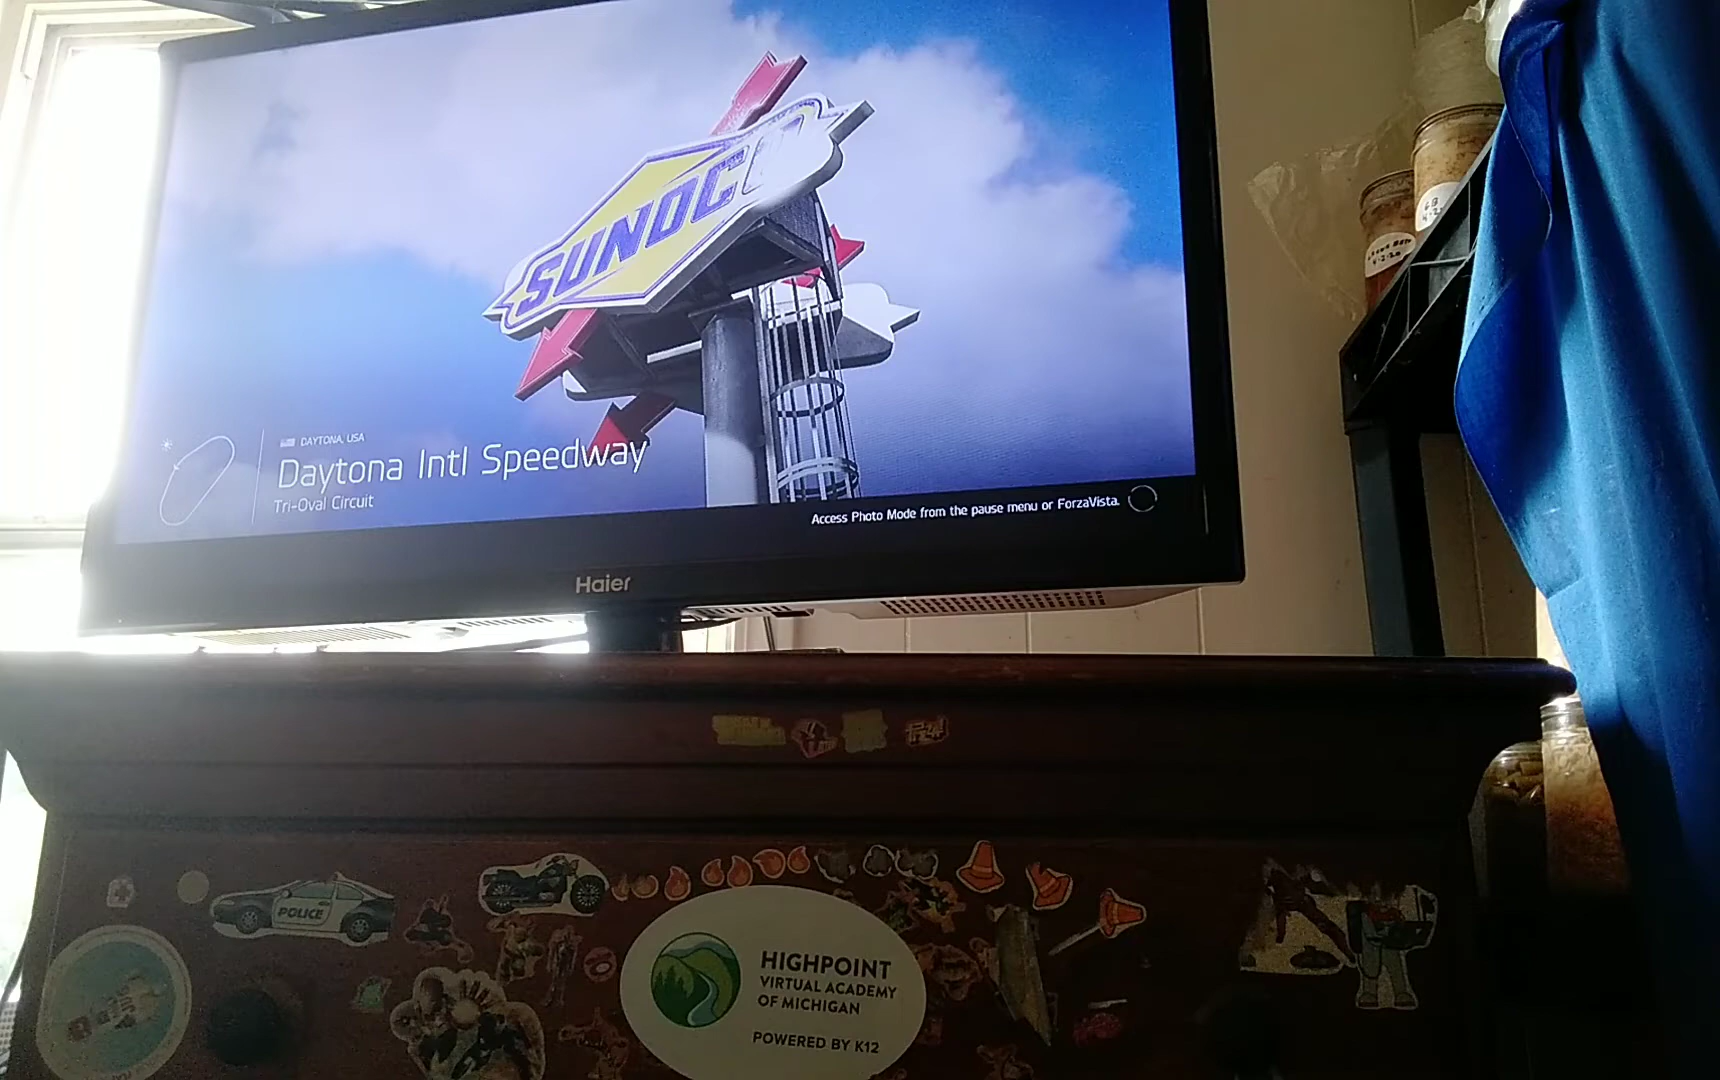 SUNOCO
DAYTONA, USA
Daytona Intl Speedway
Tri-Oval Circuit
Access Photo Mode from the pause menu or ForzaVista.
Haier
POLICE
HIGHPOINT
VIRTUAL ACADEMY
OF MICHIGAN
POWERED BY K12